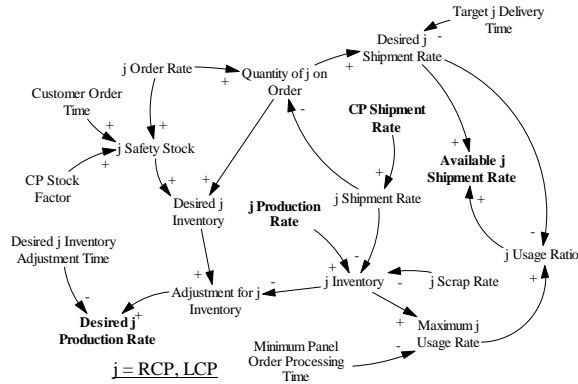 Target j Delivery
Time
Desired j
Shipment Rate
j Order Rate
Quantity of j on
Order
Customer Order
Time
CP Shipment
Rate
j Safety Stock
Available j
Shipment Rate
CP Stock
Factor
Desired j
Inventory
j Production
Rate
j Shipment Rate
Desired j Inventory
Adjustment Time
j Usage Ratio
Adjustment for j
Inventory
j Inventory
j Scrap Rate
Desired j
Production Rate
Maximum j
Usage Rate
Minimum Panel
Order Processing
Time
j = RCP, LCP